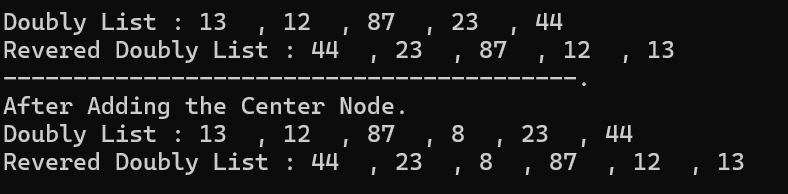 Doubly List : 13  , 12  , 87  , 23  , 44
Revered Doubly List : 44  , 23  , 87  , 12  , 13
-----------------------------------------.
After Adding the Center Node.
Doubly List : 13  , 12  , 87  , 8  , 23  , 44
Revered Doubly List : 44  , 23  , 8  , 87  , 12  , 13